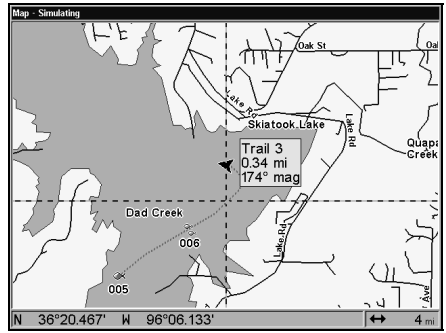 Map - Simulating
Oak St
Oa
Lake Rd
Skiatook Lake
Lake Rd
Trail 3
0.34 mi
174° mag
Quapa
Creek
Dad Creek
006
Lake Rd
005
Ave
N 36°20.467' W 96°06.133' ↔ 4 mi